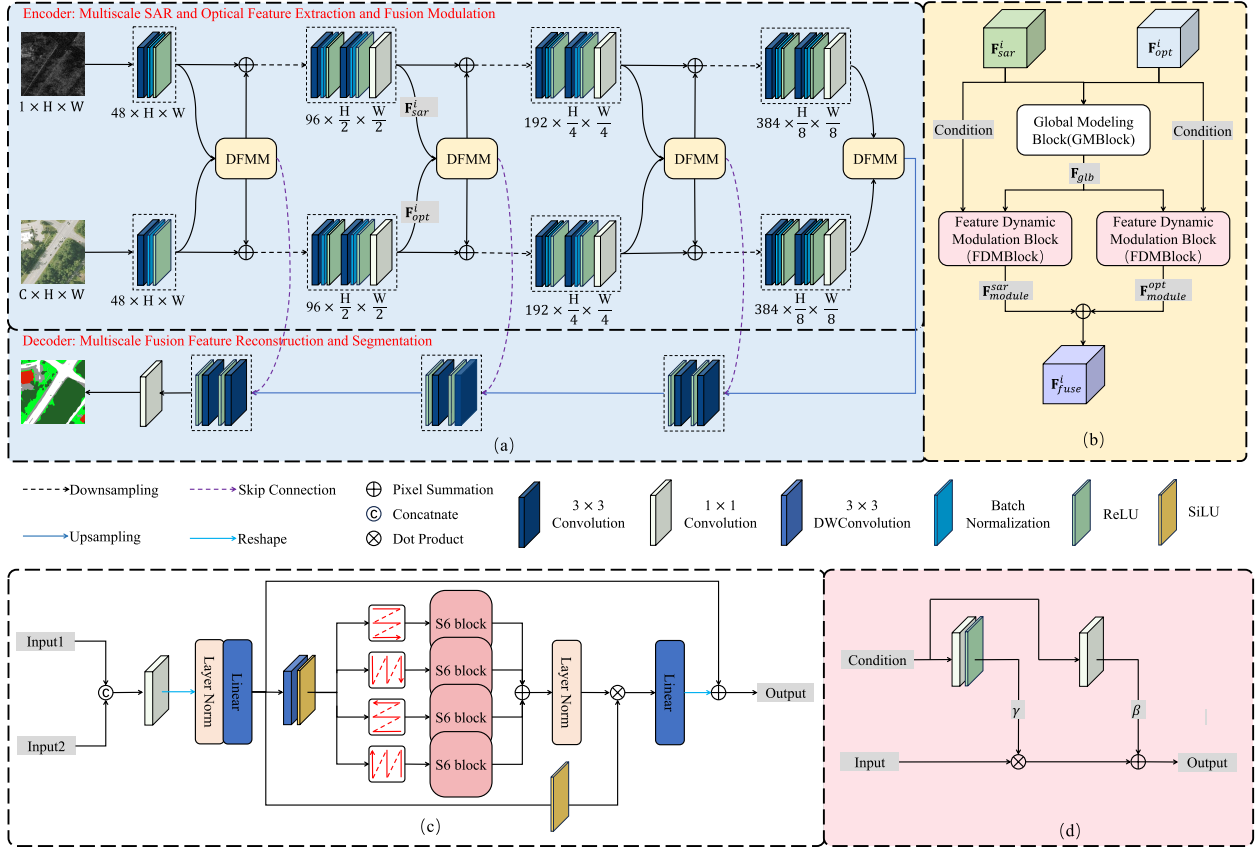 Encoder: Multiscale SAR and Optical Feature Extraction and Fusion Modulation
1 × H × W
48 × H × W
96 × H/2 × W/2
F^i_sar
192 × H/4 × W/4
384 × H/8 × W/8
DFMM
DFMM
DFMM
DFMM
F^i_opt
C × H × W
48 × H × W
96 × H/2 × W/2
192 × H/4 × W/4
384 × H/8 × W/8
Decoder: Multiscale Fusion Feature Reconstruction and Segmentation
(a)
F^i_sar
F^i_opt
Condition
Global Modeling
Block(GMBlock)
Condition
F_glb
Feature Dynamic
Modulation Block
(FDMBlock)
Feature Dynamic
Modulation Block
(FDMBlock)
F^sar_module
F^opt_module
F^i_fuse
(b)
Downsampling
Skip Connection
Pixel Summation
C Concatnate
Upsampling
Reshape
Dot Product
3 × 3
Convolution
1 × 1
Convolution
3 × 3
DWConvolution
Batch
Normalization
ReLU
SiLU
Input1
Input2
C
Layer Norm
Linear
S6 block
S6 block
S6 block
S6 block
Layer Norm
Linear
Output
(c)
Condition
γ
β
Input
Output
(d)